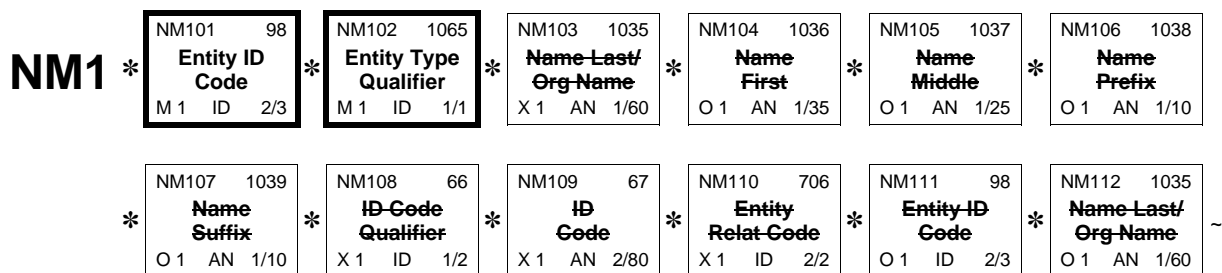 NM101 98 NM102 1065 NM103 1035 NM104 1036 NM105 1037 NM106 1038
NM1 * Entity ID * Entity Type * Name Last/ * Name * Name * Name
Code Qualifier Org Name First Middle Prefix
M 1 ID 2/3 M 1 ID 1/1 X 1 AN 1/60 O 1 AN 1/35 O 1 AN 1/25 O 1 AN 1/10
NM107 1039 NM108 66 NM109 67 NM110 706 NM111 98 NM112 1035
* Name * ID Code * ID * Entity * Entity ID * Name Last/ ~
Suffix Qualifier Code Relat Code Code Org Name
O 1 AN 1/10 X 1 ID 1/2 X 1 AN 2/80 X 1 ID 2/2 O 1 ID 2/3 O 1 AN 1/60